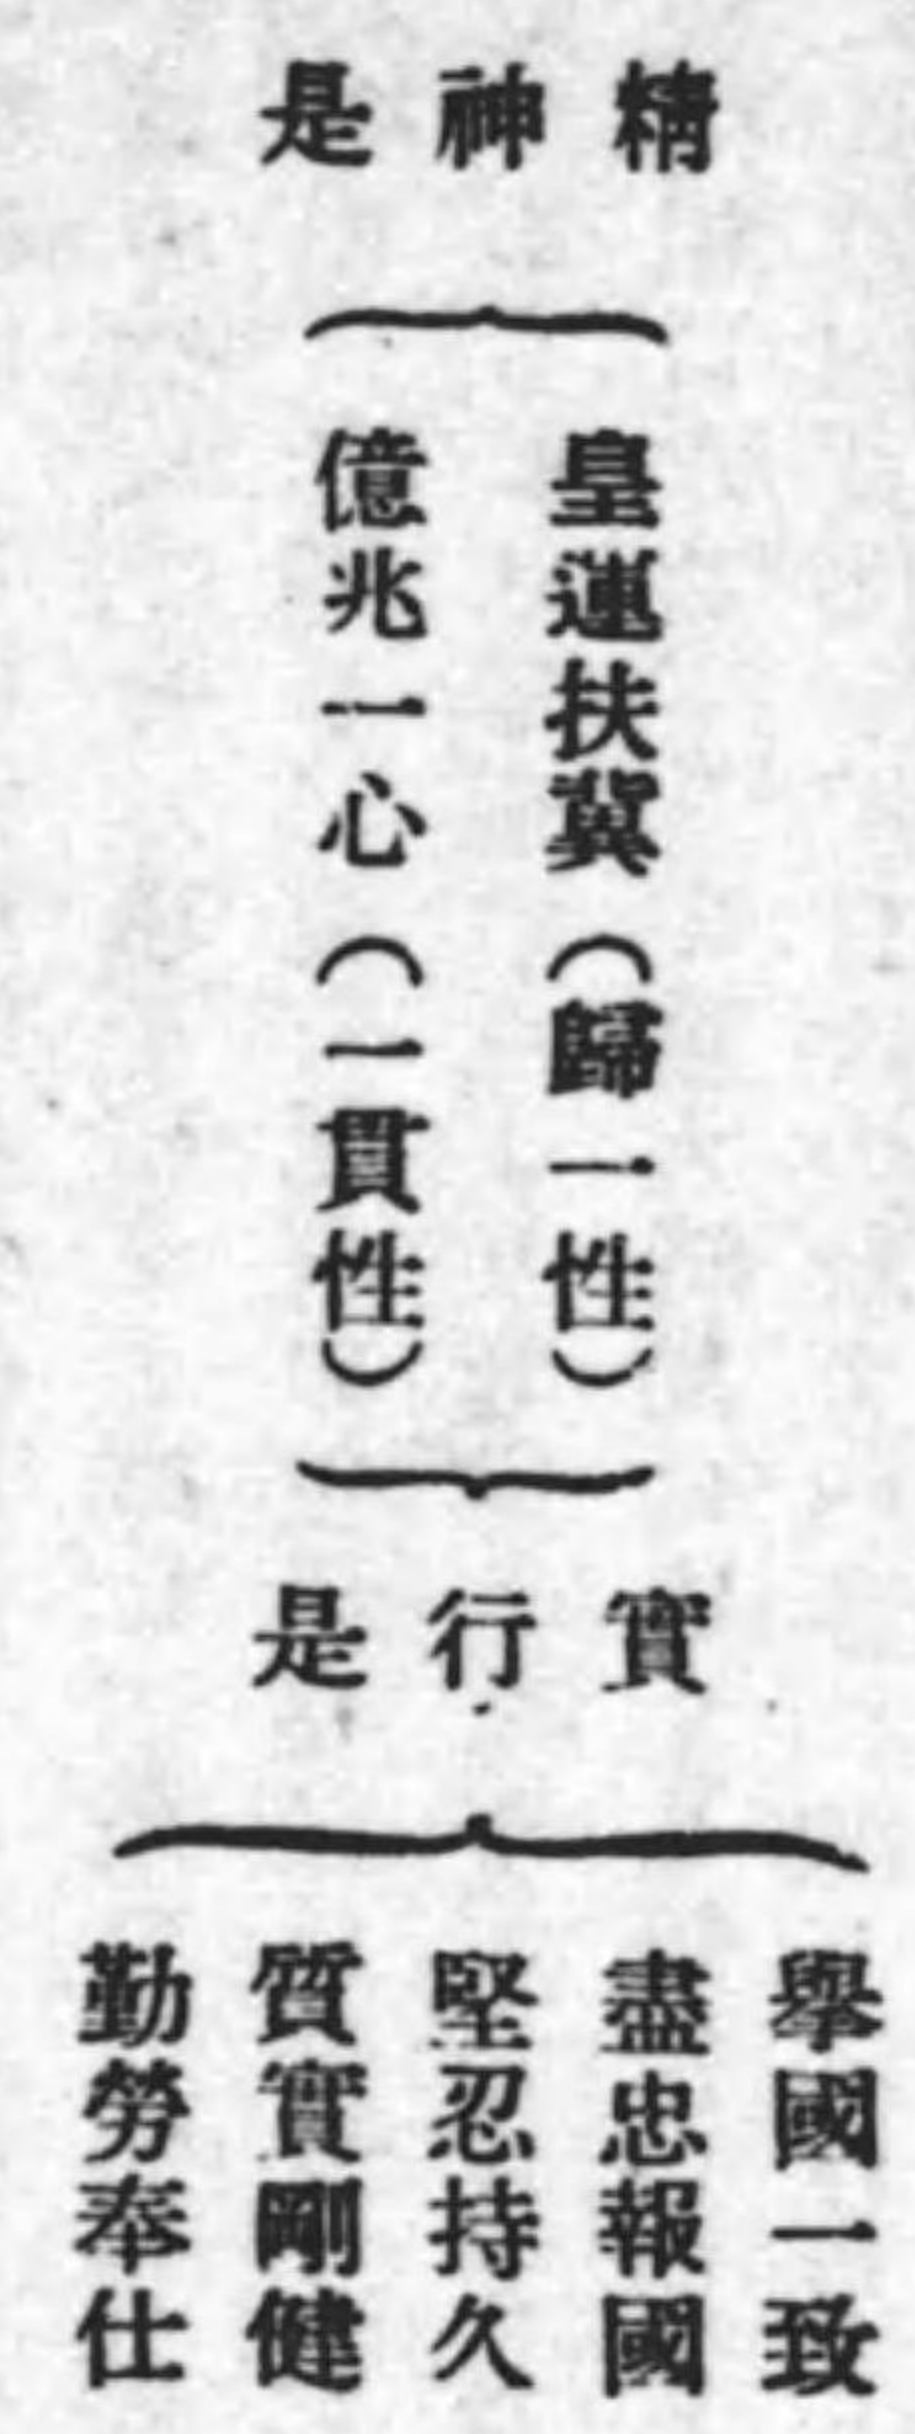 是神精
皇運扶冀（歸一性）
億兆一心（一貫性）
是行實
舉國一致
盡忠報國
堅忍持久
質實剛健
勤勞奉仕